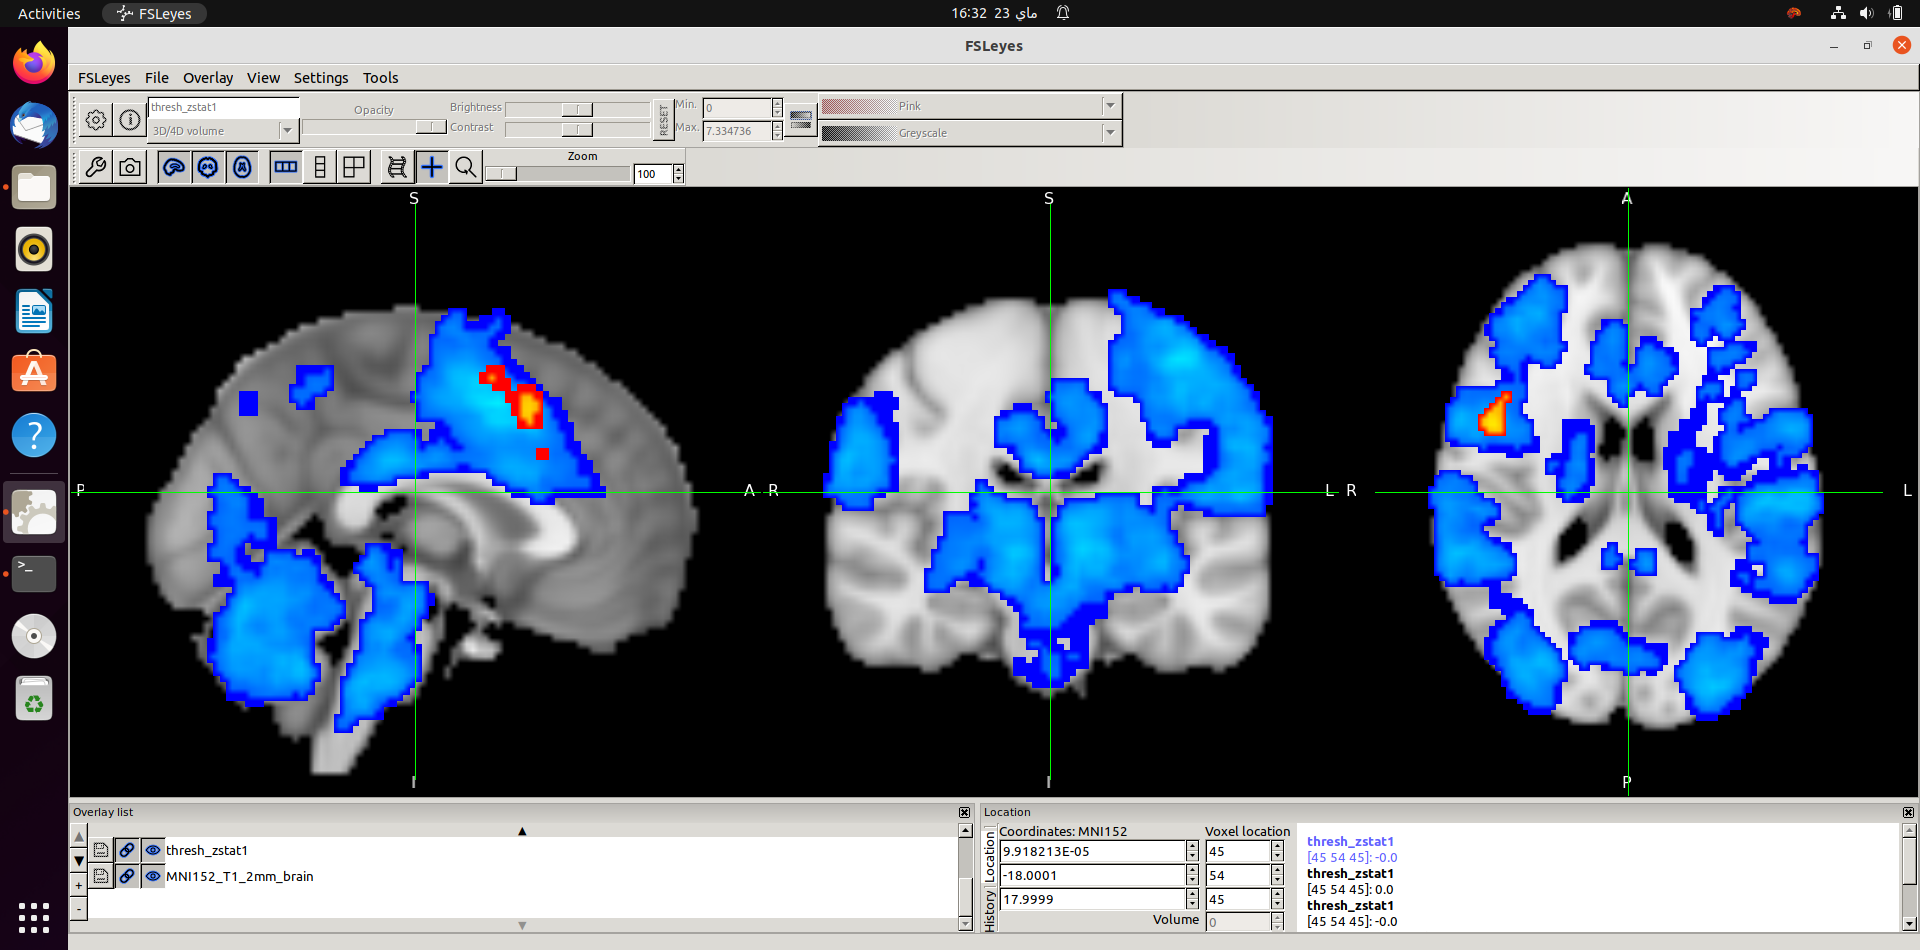 Activities
FSLeyes
16:32 23 ماي
FSLeyes
FSLeyes File Overlay View Settings Tools
thresh_zstat1
3D/4D volume
Opacity
Brightness
Contrast
RESET
Min. 0
Max. 7.334736
Pink
Greyscale
Zoom
100
S S A
P A R L R L
I I P
Overlay list
thresh_zstat1
MNI152_T1_2mm_brain
Location
Location
History
Coordinates: MNI152 Voxel location
9.918213E-05 45
-18.0001 54
17.9999 45
Volume 0
thresh_zstat1
[45 54 45]: -0.0
thresh_zstat1
[45 54 45]: 0.0
thresh_zstat1
[45 54 45]: -0.0